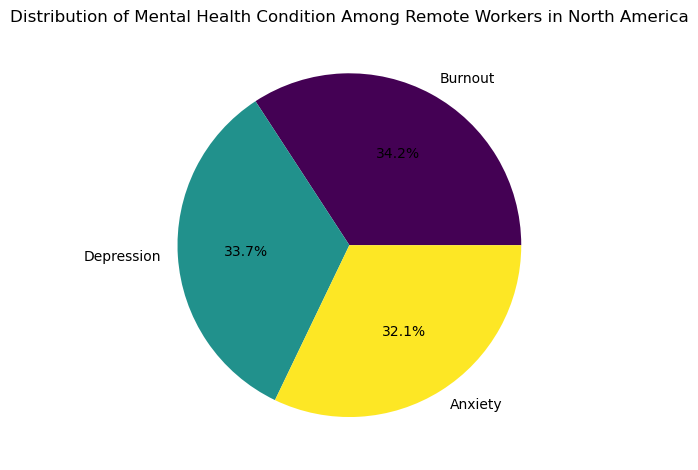 Distribution of Mental Health Condition Among Remote Workers in North America
Burnout
34.2%
Depression
33.7%
32.1%
Anxiety